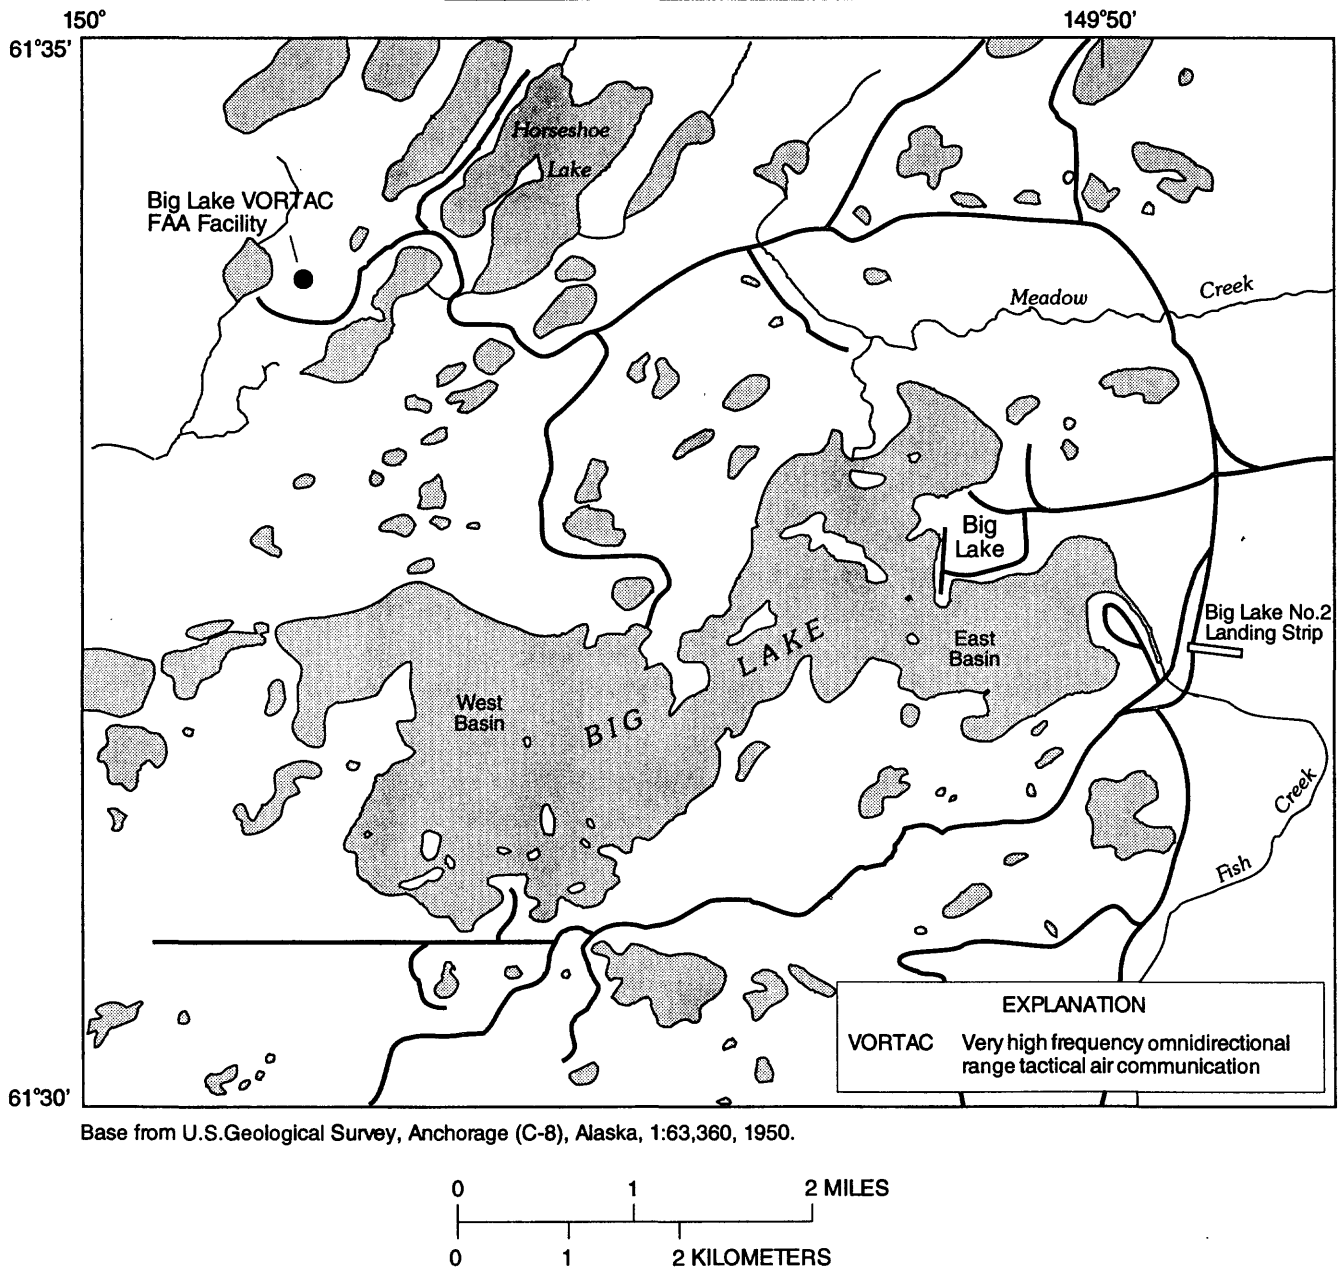 150°
149°50'
61°35'
Horseshoe
Lake
Big Lake VORTAC
FAA Facility
Meadow
Creek
Big
Lake
Big Lake No.2
Landing Strip
LAKE
East
Basin
West
Basin
BIG
Creek
Fish
EXPLANATION
VORTAC Very high frequency omnidirectional
range tactical air communication
61°30'
Base from U.S.Geological Survey, Anchorage (C-8), Alaska, 1:63,360, 1950.
0 1 2 MILES
0 1 2 KILOMETERS